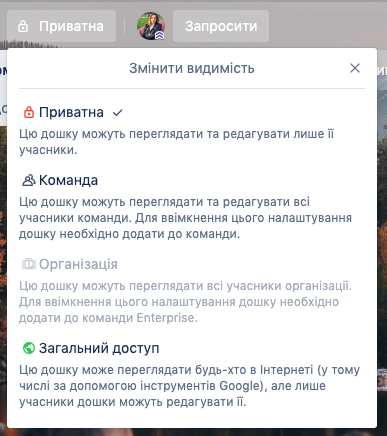 Приватна
Запросити
Змінити видимість
Приватна
Цю дошку можуть переглядати та редагувати лише її
учасники.
Команда
Цю дошку можуть переглядати та редагувати всі
учасники команди. Для ввімкнення цього налаштування
дошку необхідно додати до команди.
Організація
Цю дошку можуть переглядати всі учасники організації.
Для ввімкнення цього налаштування дошку необхідно
додати до команди Enterprise.
Загальний доступ
Цю дошку може переглядати будь-хто в Інтернеті (у тому
числі за допомогою інструментів Google), але лише
учасники дошки можуть редагувати її.